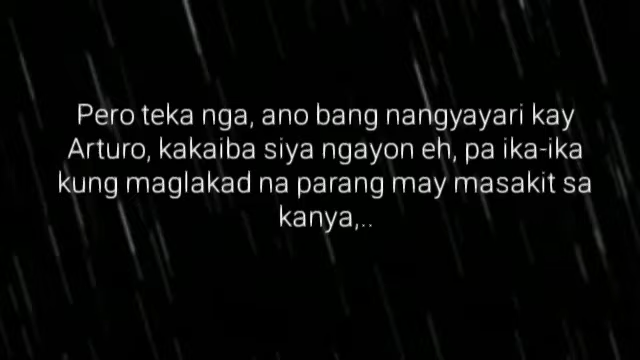 Pero teka nga, ano bang nangyayari kay
Arturo, kakaiba siya ngayon eh, pa ika-ika
kung maglakad na parang may masakit sa
kanya,..